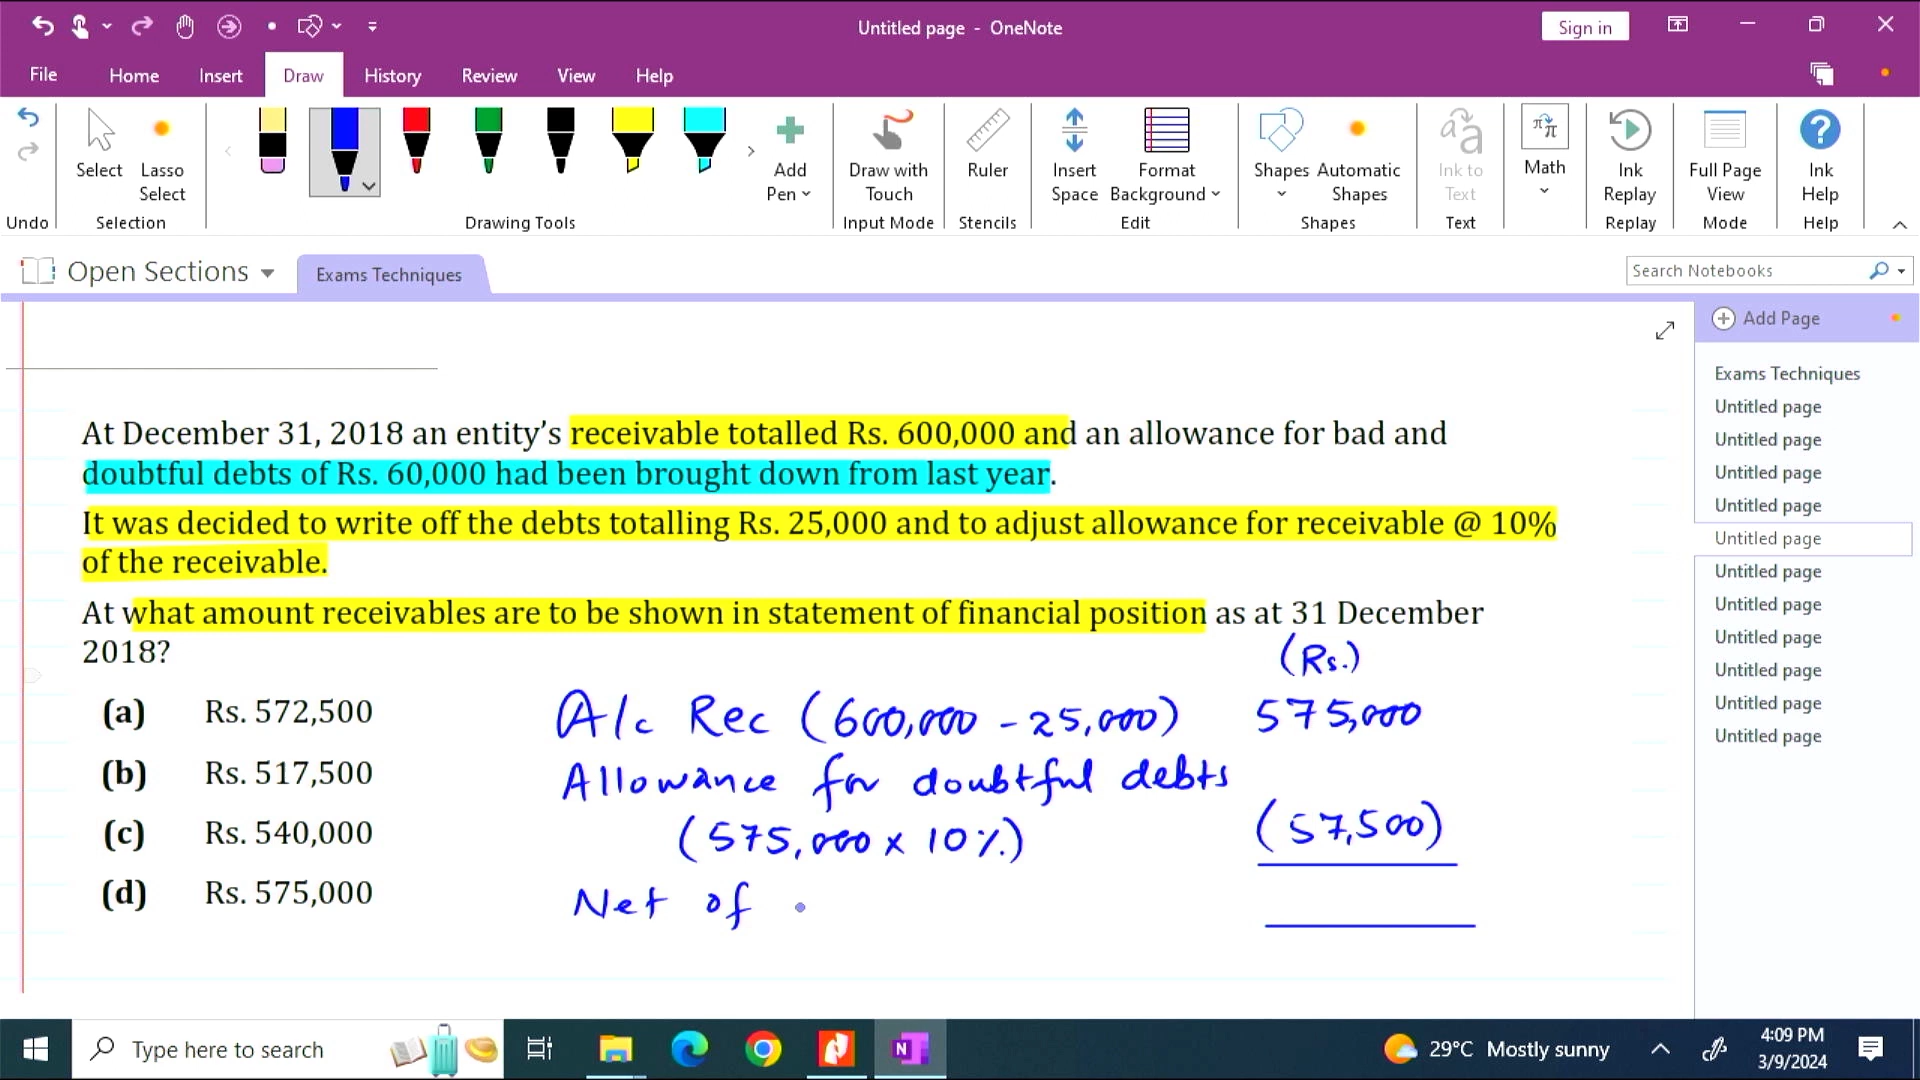 Untitled page - OneNote
Sign in
File Home Insert Draw History Review View Help
Undo
Select
Lasso Select
Selection
Drawing Tools
Add Pen
Draw with Touch
Input Mode
Ruler
Stencils
Insert Space
Format Background
Edit
Shapes
Automatic Shapes
Shapes
Ink to Text
Text
Math
Ink Replay
Replay
Full Page View
Mode
Ink Help
Help
Open Sections
Exams Techniques
Search Notebooks
Add Page
Exams Techniques
Untitled page
Untitled page
Untitled page
Untitled page
Untitled page
Untitled page
Untitled page
Untitled page
Untitled page
Untitled page
Untitled page
At December 31, 2018 an entity's receivable totalled Rs. 600,000 and an allowance for bad and
doubtful debts of Rs. 60,000 had been brought down from last year.
It was decided to write off the debts totalling Rs. 25,000 and to adjust allowance for receivable @ 10%
of the receivable.
At what amount receivables are to be shown in statement of financial position as at 31 December
2018?
(a) Rs. 572,500
(b) Rs. 517,500
(c) Rs. 540,000
(d) Rs. 575,000
(Rs.)
A/c Rec (600,000 - 25,000) 575,000
Allowance for doubtful debts
(575,000 x 10%) (57,500)
Net of
Type here to search
N
29°C Mostly sunny
4:09 PM
3/9/2024